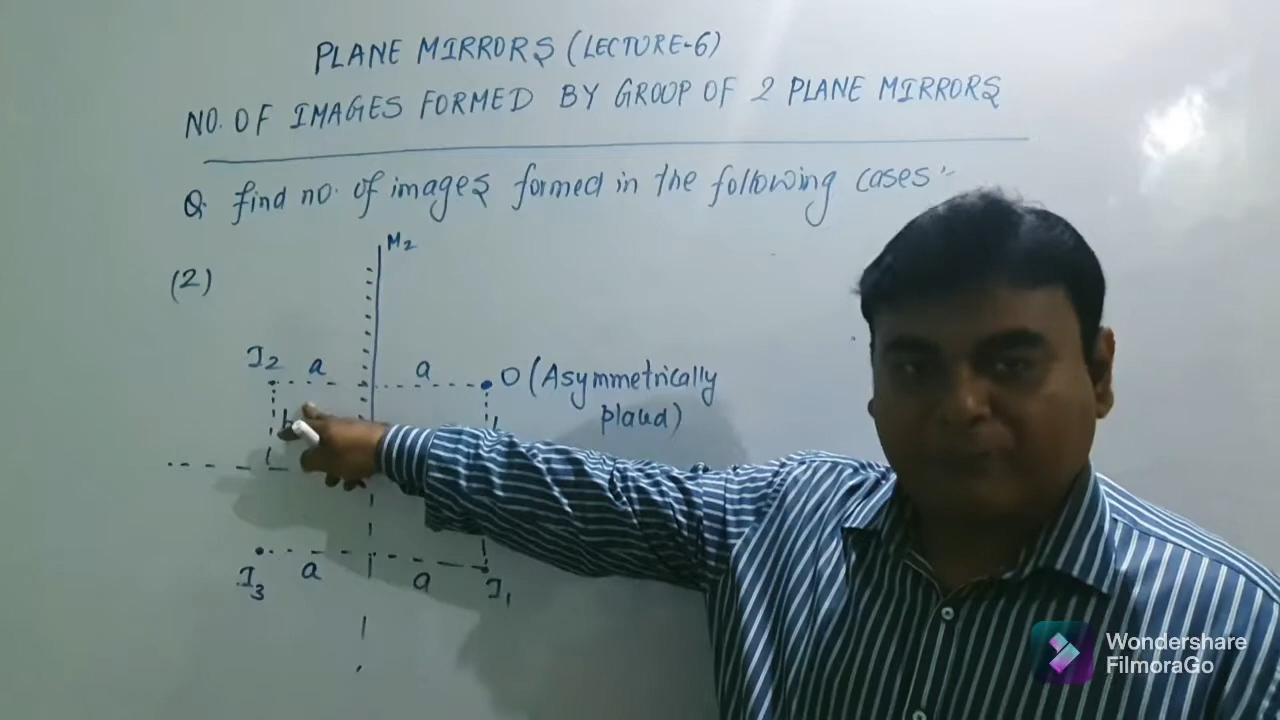 PLANE MIRRORS (LECTURE-6)
NO. OF IMAGES FORMED BY GROUP OF 2 PLANE MIRRORS
Q. find no. of images formed in the following cases :-
(2)
M2
I2 a
a
O (Asymmetrically
placed)
b
I3 a
a I1
Wondershare
FilmoraGo